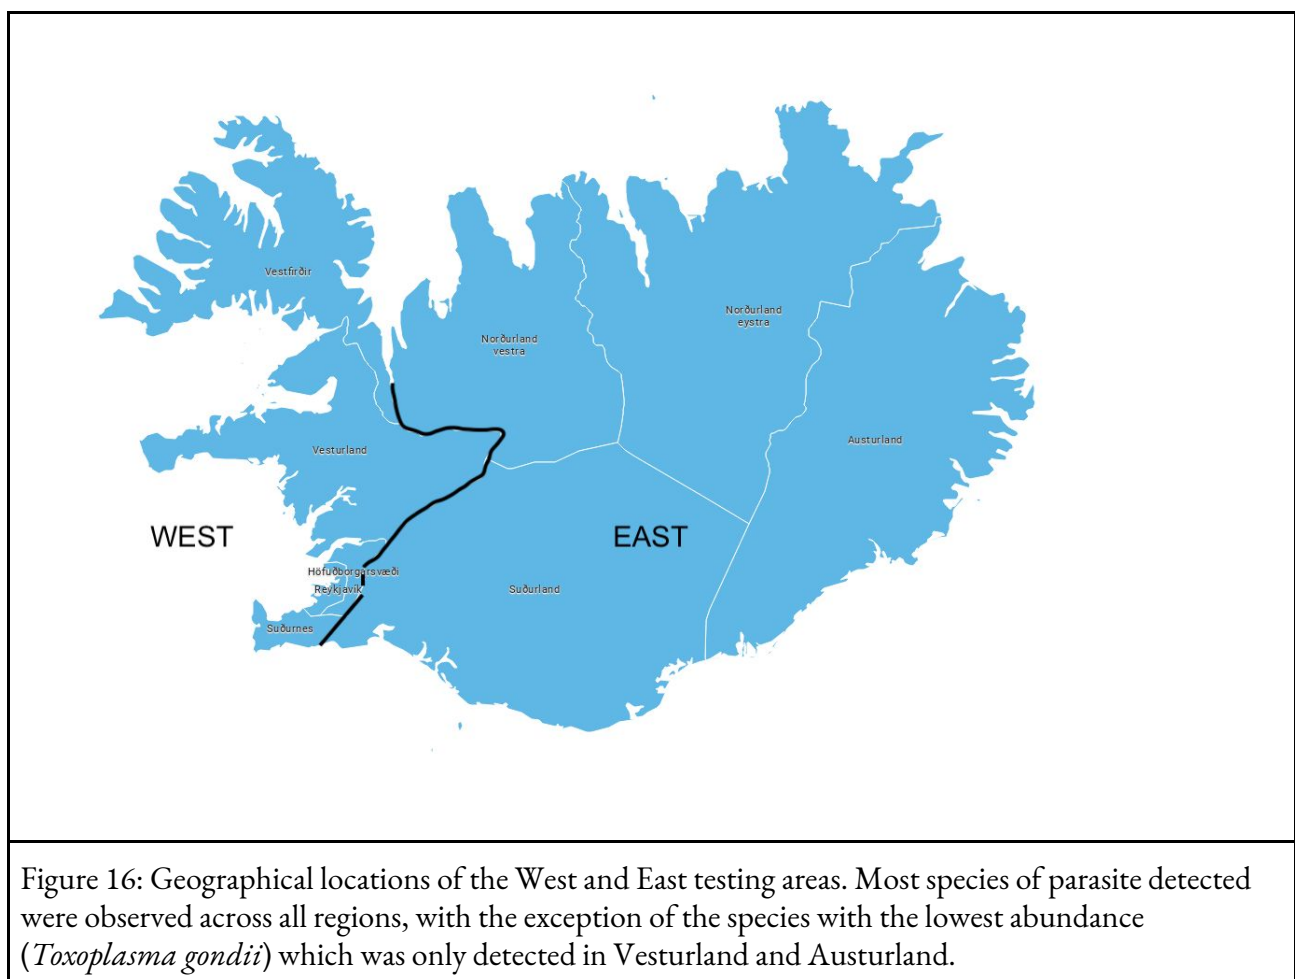 Vestfirðir
Norðurland
eystra
Norðurland
vestra
Austurland
Vesturland
WEST
EAST
Höfuðborgarsvæði
Reykjavík
Suðurland
Suðurnes
Figure 16: Geographical locations of the West and East testing areas. Most species of parasite detected
were observed across all regions, with the exception of the species with the lowest abundance
(Toxoplasma gondii) which was only detected in Vesturland and Austurland.